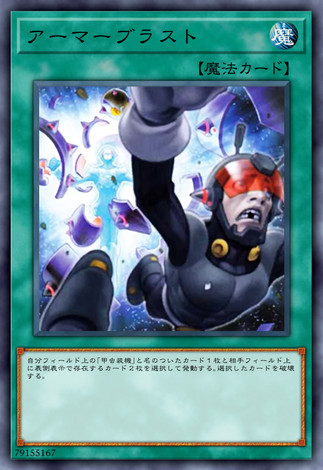 アーマーブラスト
魔
【魔法カード】
自分フィールド上の「甲虫装機」と名のついたカード１枚と相手フィールド上
に表側表示で存在するカード２枚を選択して発動する。選択したカードを破壊
する。
79155167